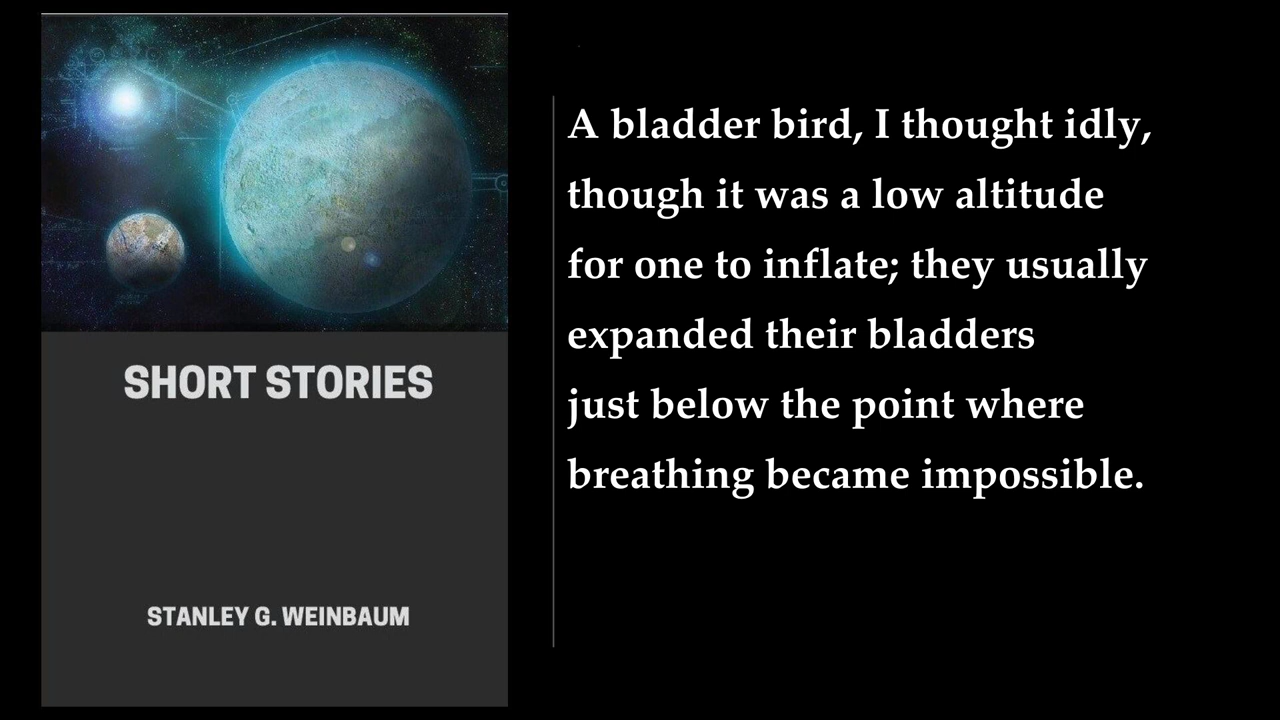 SHORT STORIES
STANLEY G. WEINBAUM
A bladder bird, I thought idly,
though it was a low altitude
for one to inflate; they usually
expanded their bladders
just below the point where
breathing became impossible.